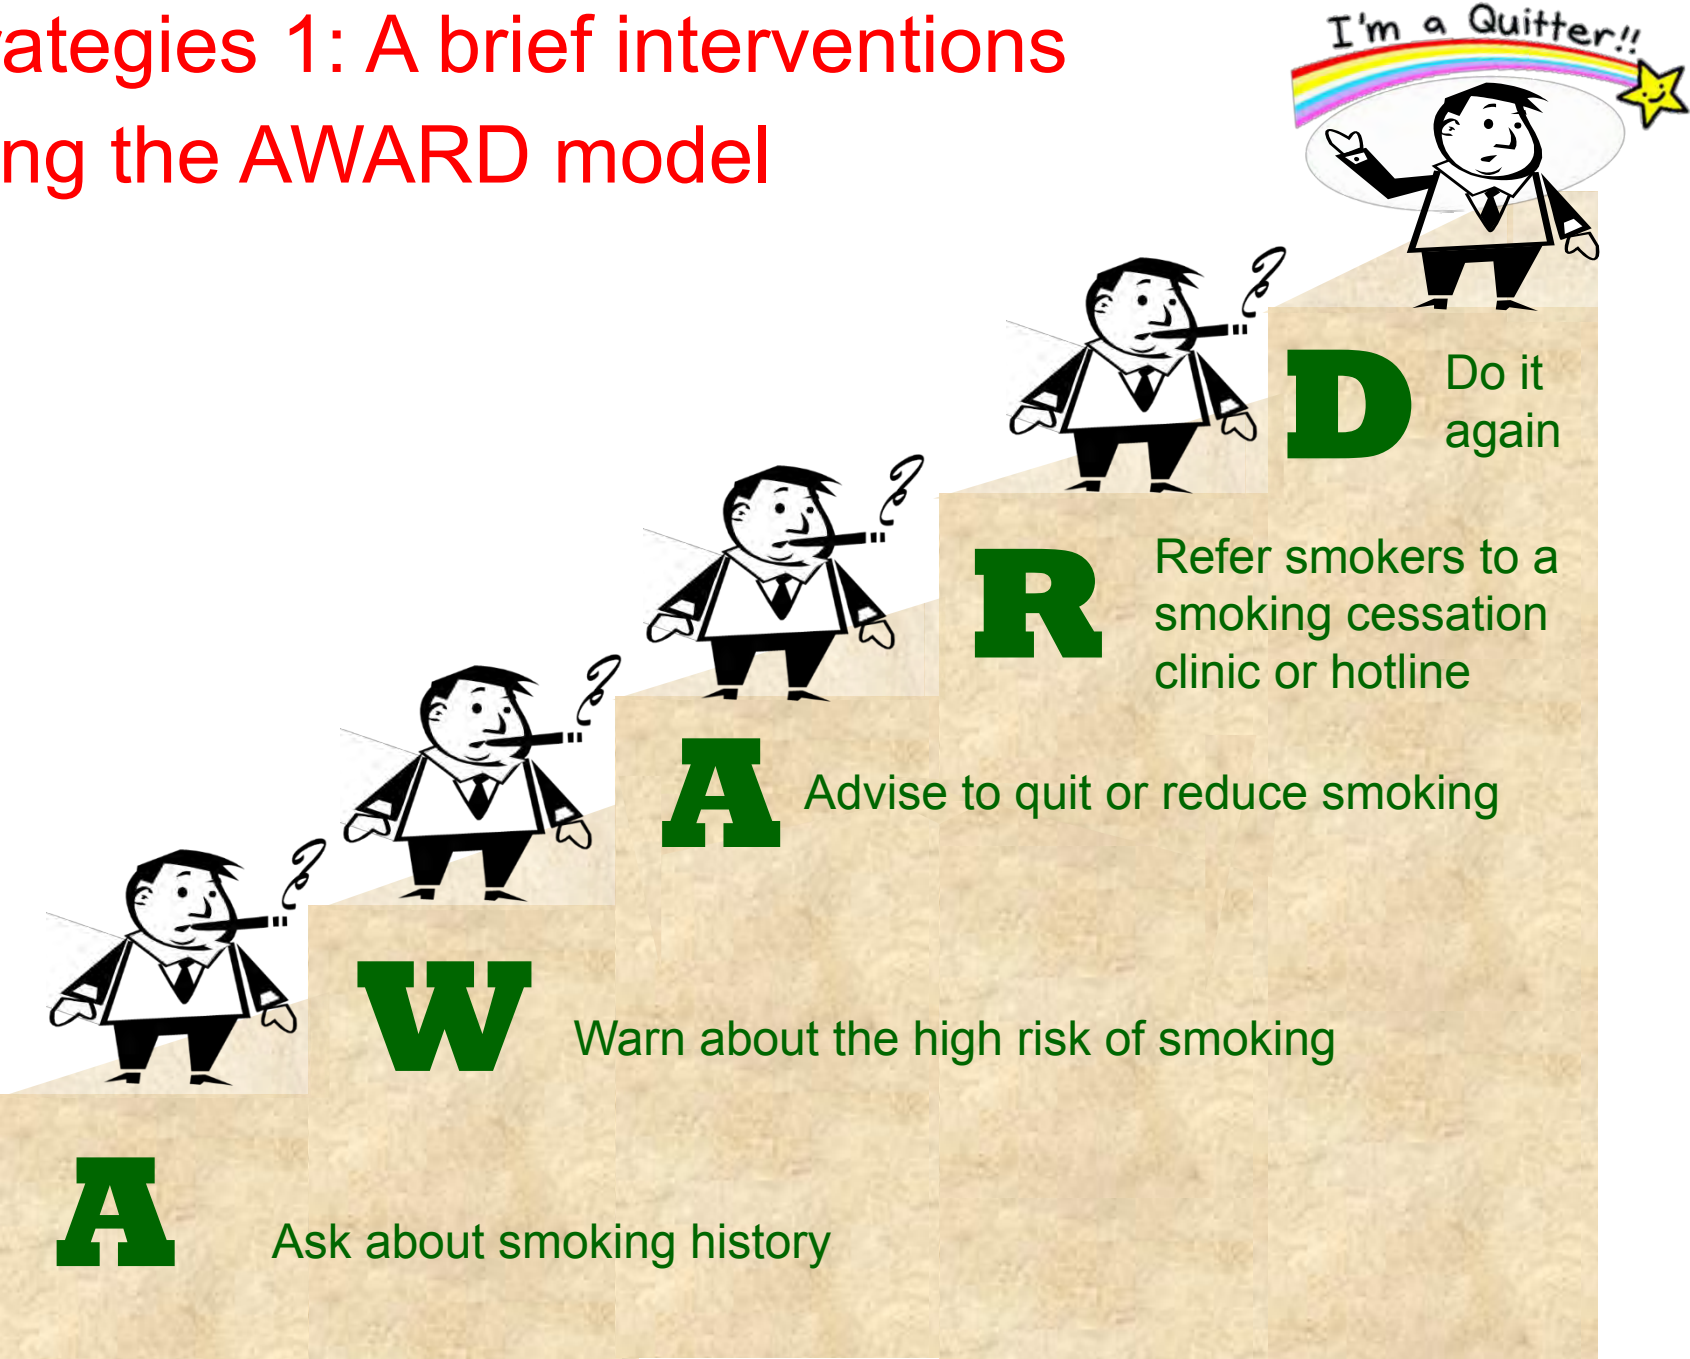 ategies 1: A brief interventions
ng the AWARD model
I'm a Quitter!!
D
Do it
again
R
Refer smokers to a
smoking cessation
clinic or hotline
A
Advise to quit or reduce smoking
W
Warn about the high risk of smoking
A
Ask about smoking history